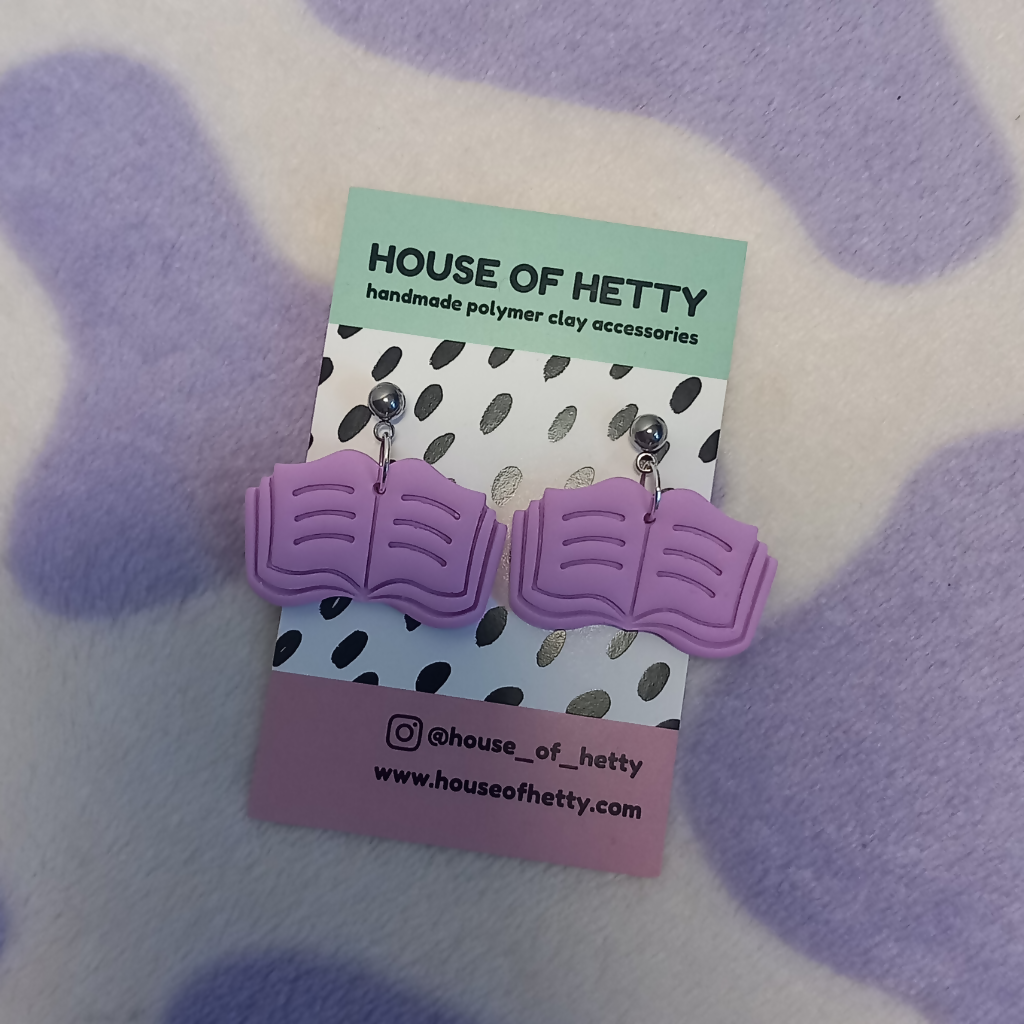 HOUSE OF HETTY
handmade polymer clay accessories
@house_of_hetty
www.houseofhetty.com